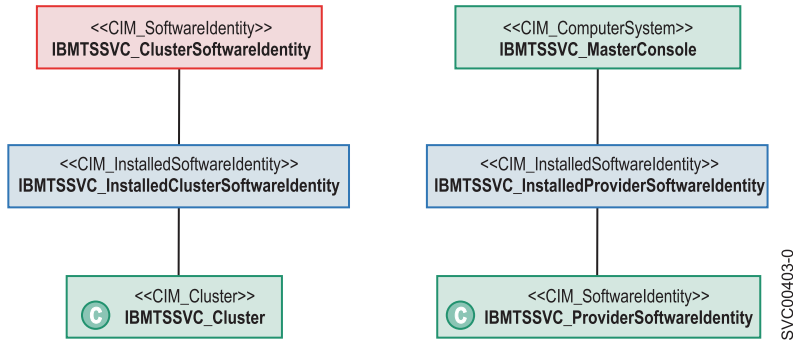 <<CIM_SoftwareIdentity>>
IBMTSSVC_ClusterSoftwareIdentity
<<CIM_ComputerSystem>>
IBMTSSVC_MasterConsole
<<CIM_InstalledSoftwareIdentity>>
IBMTSSVC_InstalledClusterSoftwareIdentity
<<CIM_InstalledSoftwareIdentity>>
IBMTSSVC_InstalledProviderSoftwareIdentity
C
<<CIM_Cluster>>
IBMTSSVC_Cluster
C
<<CIM_SoftwareIdentity>>
IBMTSSVC_ProviderSoftwareIdentity
SVC00403-0